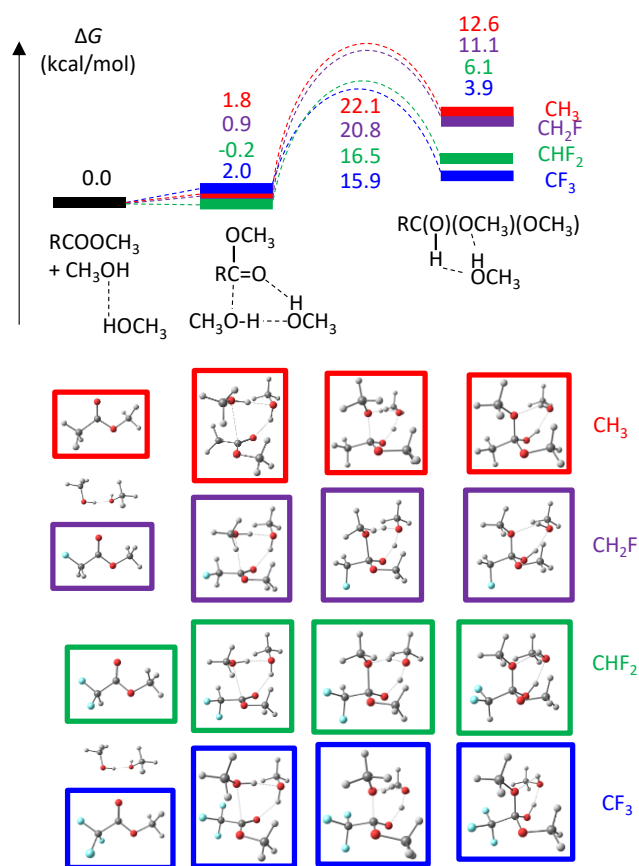 ΔG
(kcal/mol)
12.6
11.1
6.1
3.9
1.8
0.9
-0.2
2.0
22.1
20.8
16.5
15.9
CH₃
CH₂F
CHF₂
CF₃
0.0
RCOOCH₃
+ CH₃OH
HOCH₃
OCH₃
RC=O
H
CH₃O-H
OCH₃
RC(O)(OCH₃)(OCH₃)
H
H
OCH₃
CH₃
CH₂F
CHF₂
CF₃